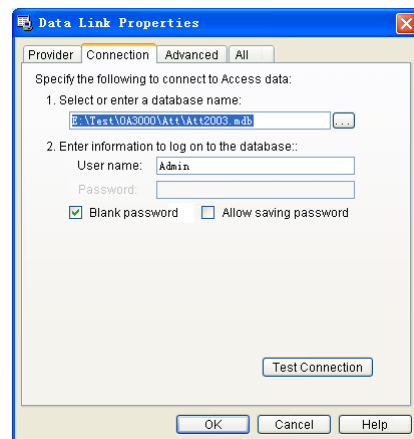 Data Link Properties
Provider Connection Advanced All
Specify the following to connect to Access data:
1. Select or enter a database name:
E:\Test\OA3000\Att\Att2003.mdb ...
2. Enter information to log on to the database::
User name: Admin
Password:
Blank password Allow saving password
Test Connection
OK Cancel Help